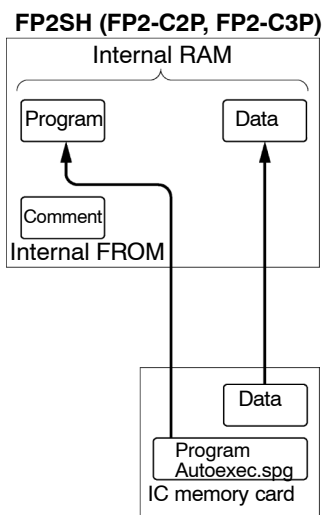 FP2SH (FP2-C2P, FP2-C3P)
Internal RAM
Program
Data
Comment
Internal FROM
Data
Program
Autoexec.spg
IC memory card